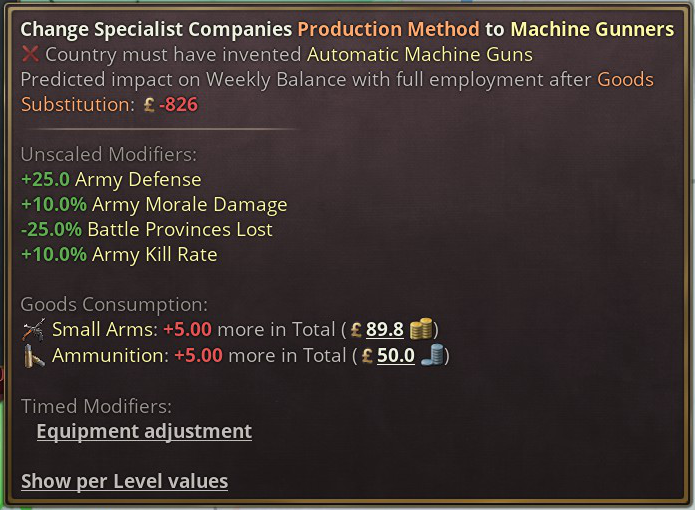 Change Specialist Companies Production Method to Machine Gunners
Country must have invented Automatic Machine Guns
Predicted impact on Weekly Balance with full employment after Goods
Substitution: £ -826
Unscaled Modifiers:
+25.0 Army Defense
+10.0% Army Morale Damage
-25.0% Battle Provinces Lost
+10.0% Army Kill Rate
Goods Consumption:
Small Arms: +5.00 more in Total (£ 89.8)
Ammunition: +5.00 more in Total (£ 50.0)
Timed Modifiers:
Equipment adjustment
Show per Level values